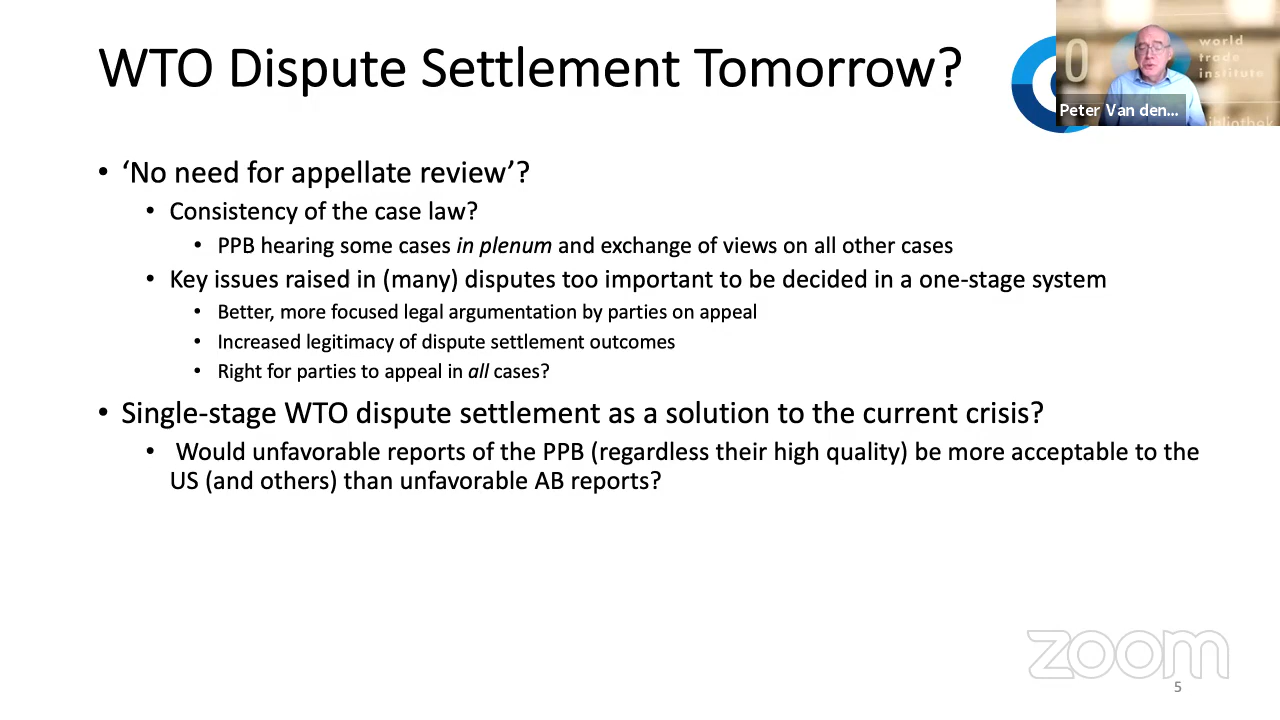 WTO Dispute Settlement Tomorrow?
world
trade
institute
Peter Van den...
• ‘No need for appellate review’?
• Consistency of the case law?
• PPB hearing some cases in plenum and exchange of views on all other cases
• Key issues raised in (many) disputes too important to be decided in a one-stage system
• Better, more focused legal argumentation by parties on appeal
• Increased legitimacy of dispute settlement outcomes
• Right for parties to appeal in all cases?
• Single-stage WTO dispute settlement as a solution to the current crisis?
• Would unfavorable reports of the PPB (regardless their high quality) be more acceptable to the
US (and others) than unfavorable AB reports?
zoom
5